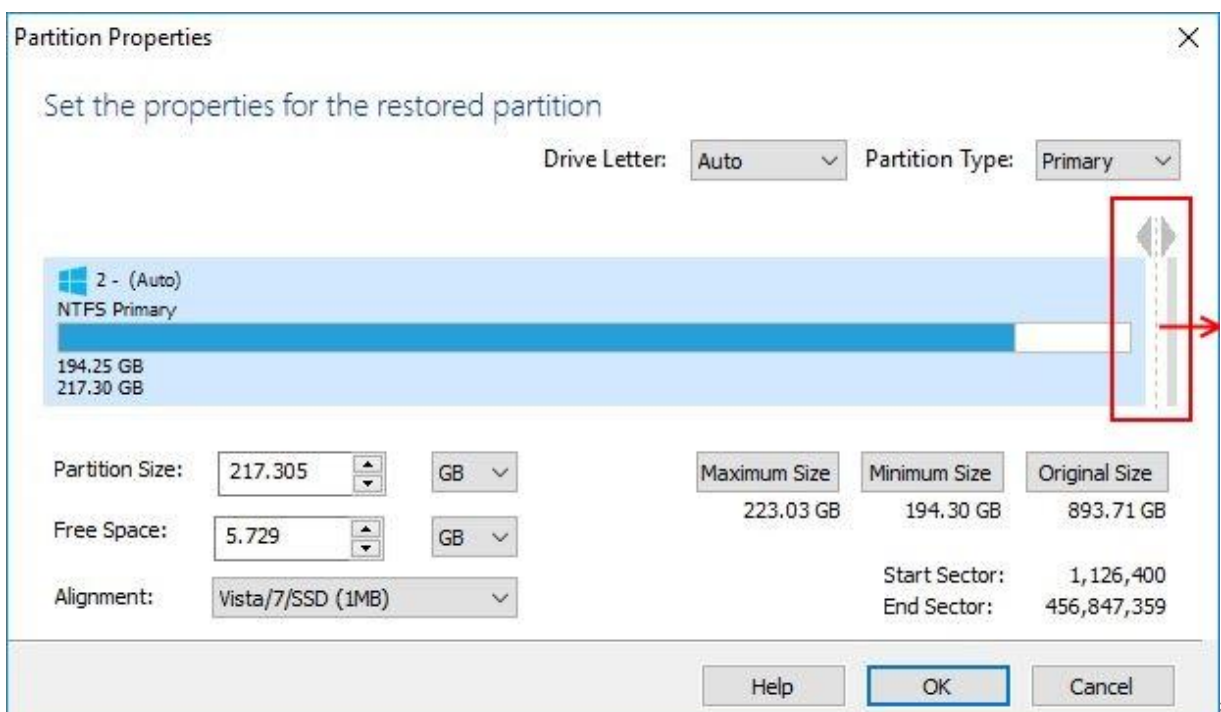 Partition Properties
Set the properties for the restored partition
Drive Letter: Auto Partition Type: Primary
2 - (Auto)
NTFS Primary
194.25 GB
217.30 GB
Partition Size: 217.305 GB Maximum Size Minimum Size Original Size
223.03 GB 194.30 GB 893.71 GB
Free Space: 5.729 GB
Start Sector: 1,126,400
Alignment: Vista/7/SSD (1MB)
End Sector: 456,847,359
Help OK Cancel